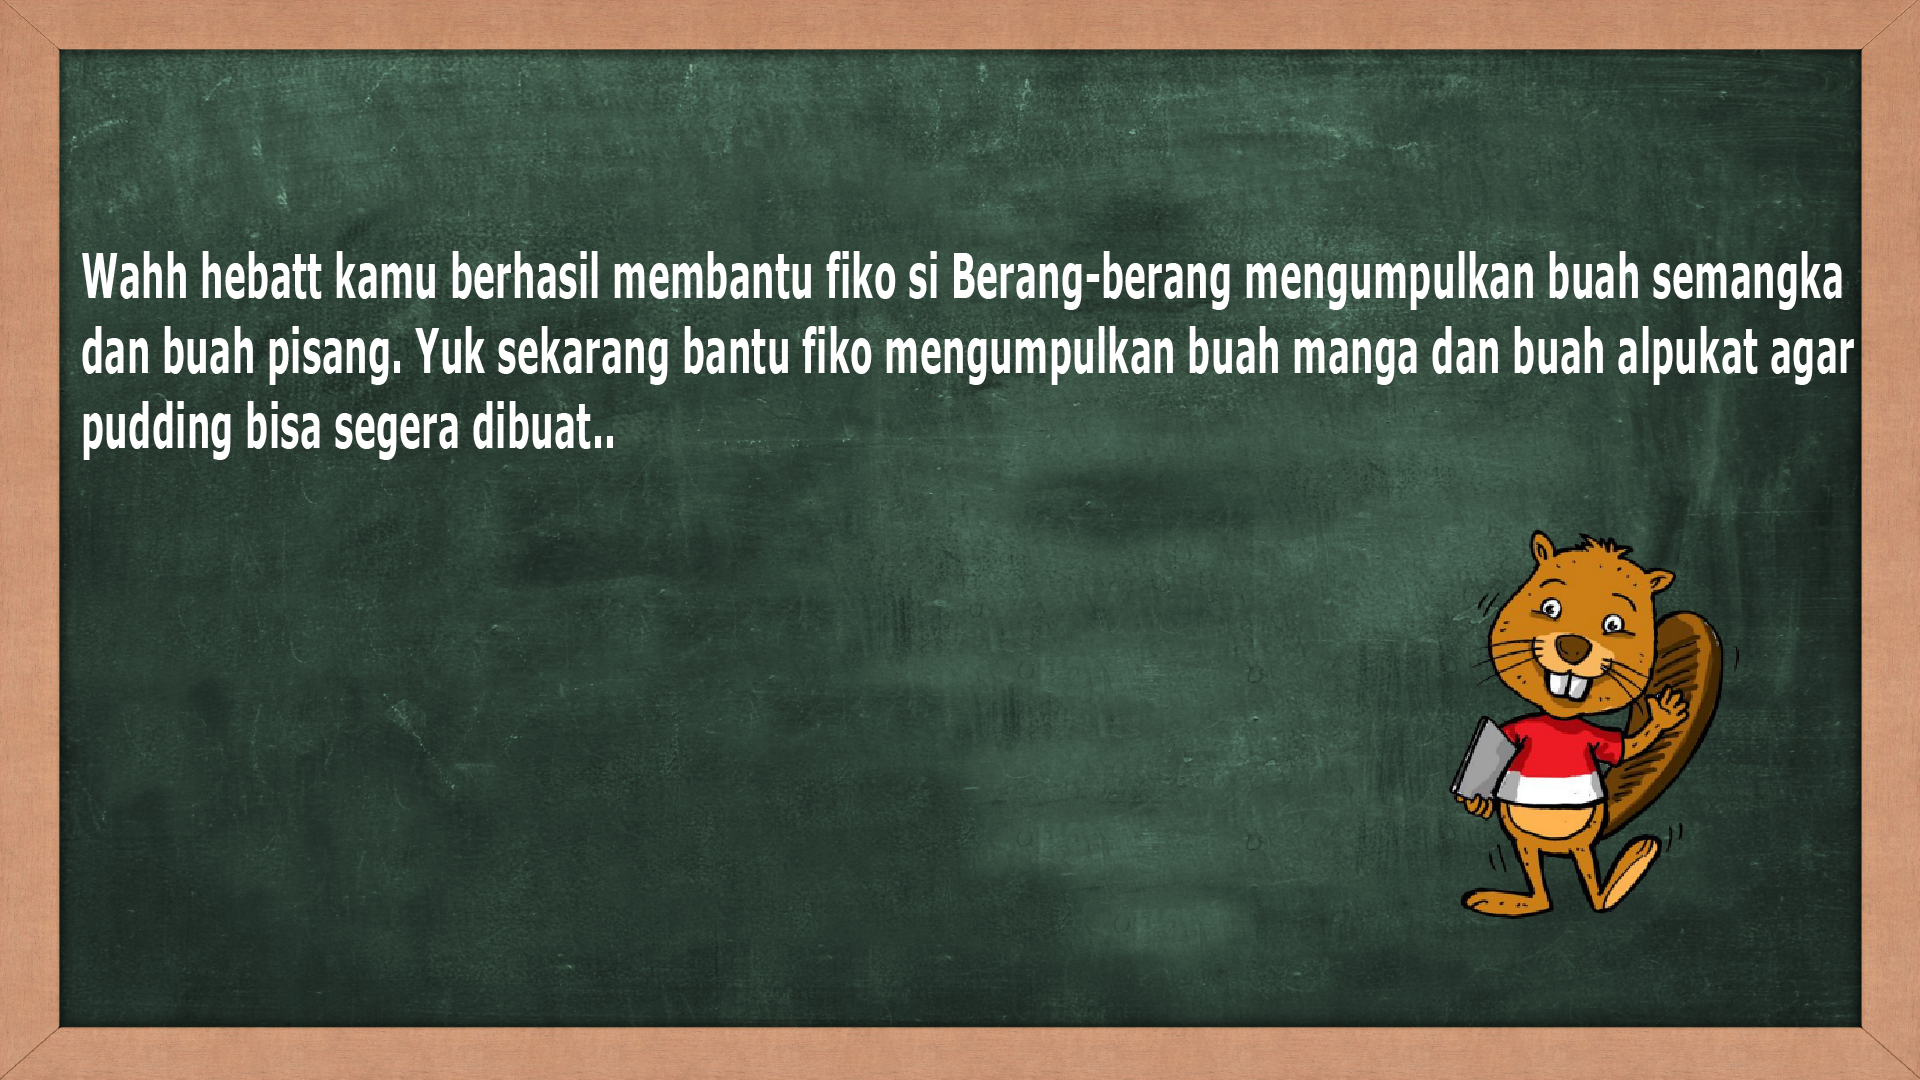 Wahh hebatt kamu berhasil membantu fiko si Berang-berang mengumpulkan buah semangka
dan buah pisang. Yuk sekarang bantu fiko mengumpulkan buah manga dan buah alpukat agar
pudding bisa segera dibuat..